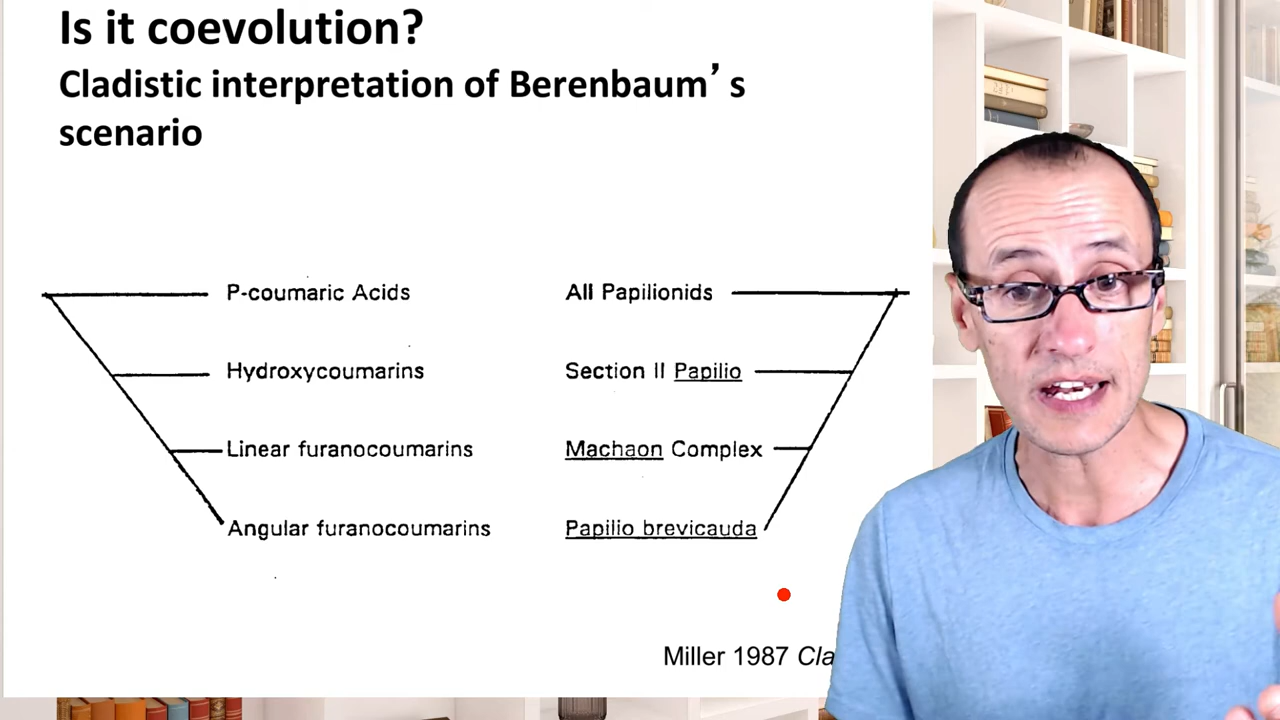 Is it coevolution?
Cladistic interpretation of Berenbaum’s
scenario
P-coumaric Acids All Papilionids
Hydroxycoumarins Section II Papilio
Linear furanocoumarins Machaon Complex
Angular furanocoumarins Papilio brevicauda
Miller 1987 Cla